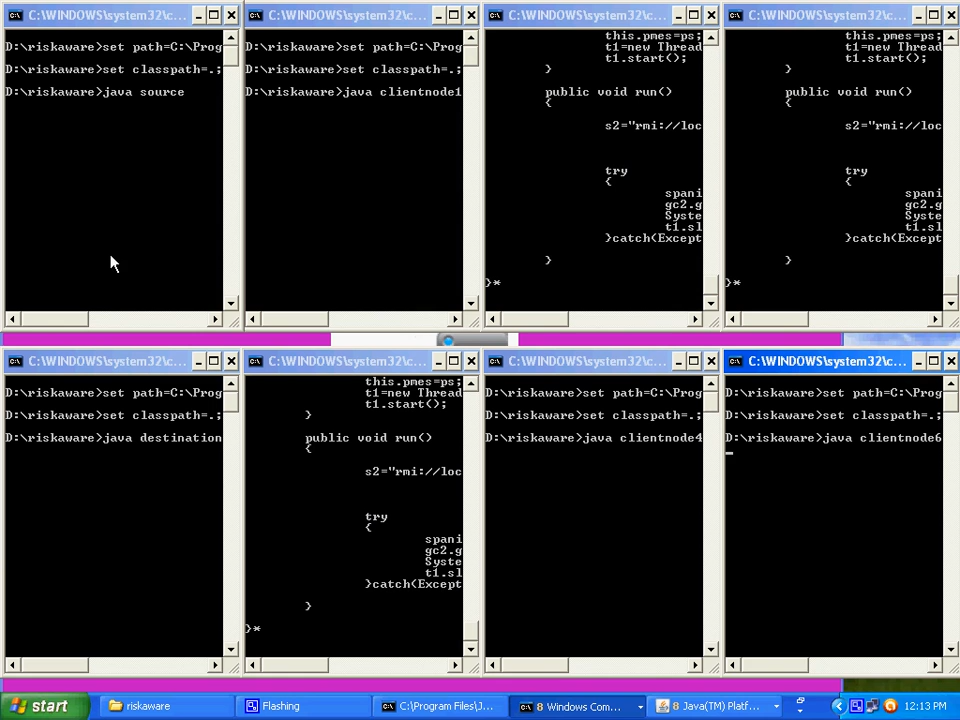 C:\WINDOWS\system32\c...
D:\riskaware>set path=C:\Prog
D:\riskaware>set classpath=.;
D:\riskaware>java source
C:\WINDOWS\system32\c...
D:\riskaware>set path=C:\Prog
D:\riskaware>set classpath=.;
D:\riskaware>java clientnode1
C:\WINDOWS\system32\c...
this.pmes=ps;
t1=new Thread
t1.start();
}
public void run()
{
s2="rmi://loc
try
{
spani
gc2.g
Syste
t1.sl
}catch(Except
}
}*
C:\WINDOWS\system32\c...
this.pmes=ps;
t1=new Thread
t1.start();
}
public void run()
{
s2="rmi://loc
try
{
spani
gc2.g
Syste
t1.sl
}catch(Except
}
}*
C:\WINDOWS\system32\c...
D:\riskaware>set path=C:\Prog
D:\riskaware>set classpath=.;
D:\riskaware>java destination
C:\WINDOWS\system32\c...
this.pmes=ps;
t1=new Thread
t1.start();
}
public void run()
{
s2="rmi://loc
try
{
spani
gc2.g
Syste
t1.sl
}catch(Except
}
}*
C:\WINDOWS\system32\c...
D:\riskaware>set path=C:\Prog
D:\riskaware>set classpath=.;
D:\riskaware>java clientnode4
C:\WINDOWS\system32\c...
D:\riskaware>set path=C:\Prog
D:\riskaware>set classpath=.;
D:\riskaware>java clientnode6
start
riskaware
Flashing
C:\Program Files\J...
8 Windows Com...
8 Java(TM) Platf...
12:13 PM